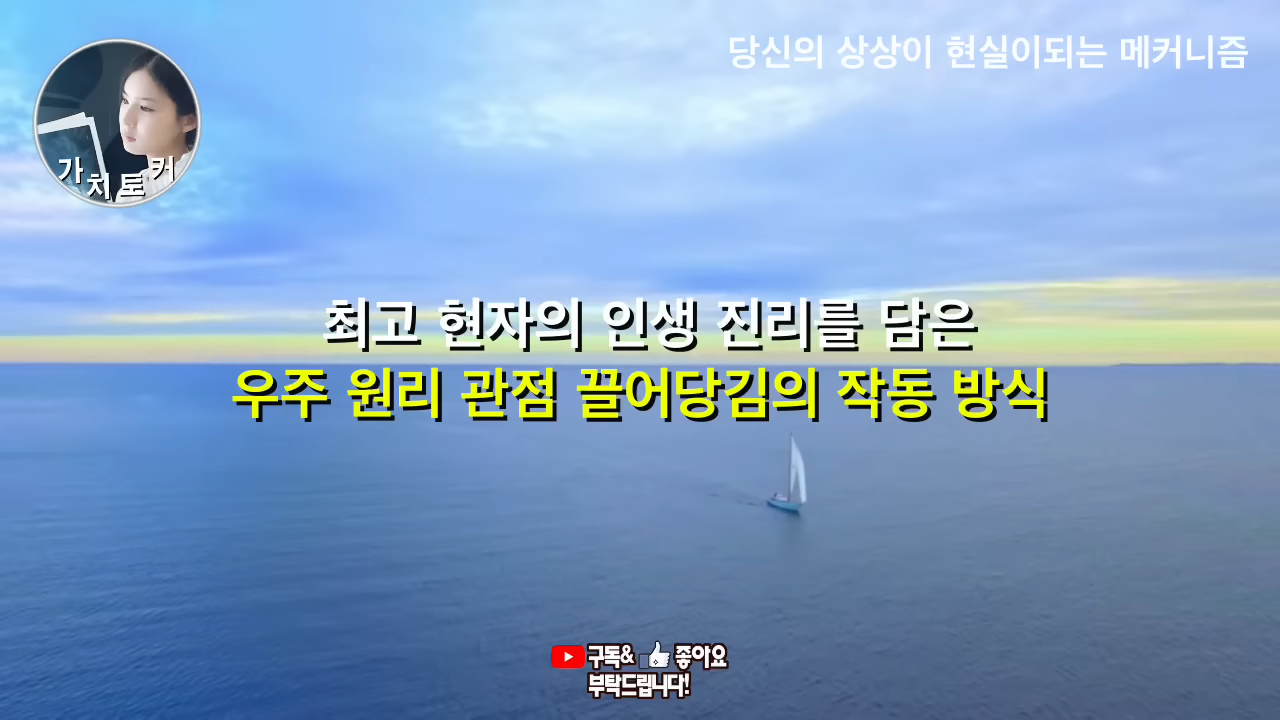 당신의 상상이 현실이되는 메커니즘
가치토커
최고 현자의 인생 진리를 담은
우주 원리 관점 끌어당김의 작동 방식
구독& 좋아요
부탁드립니다!